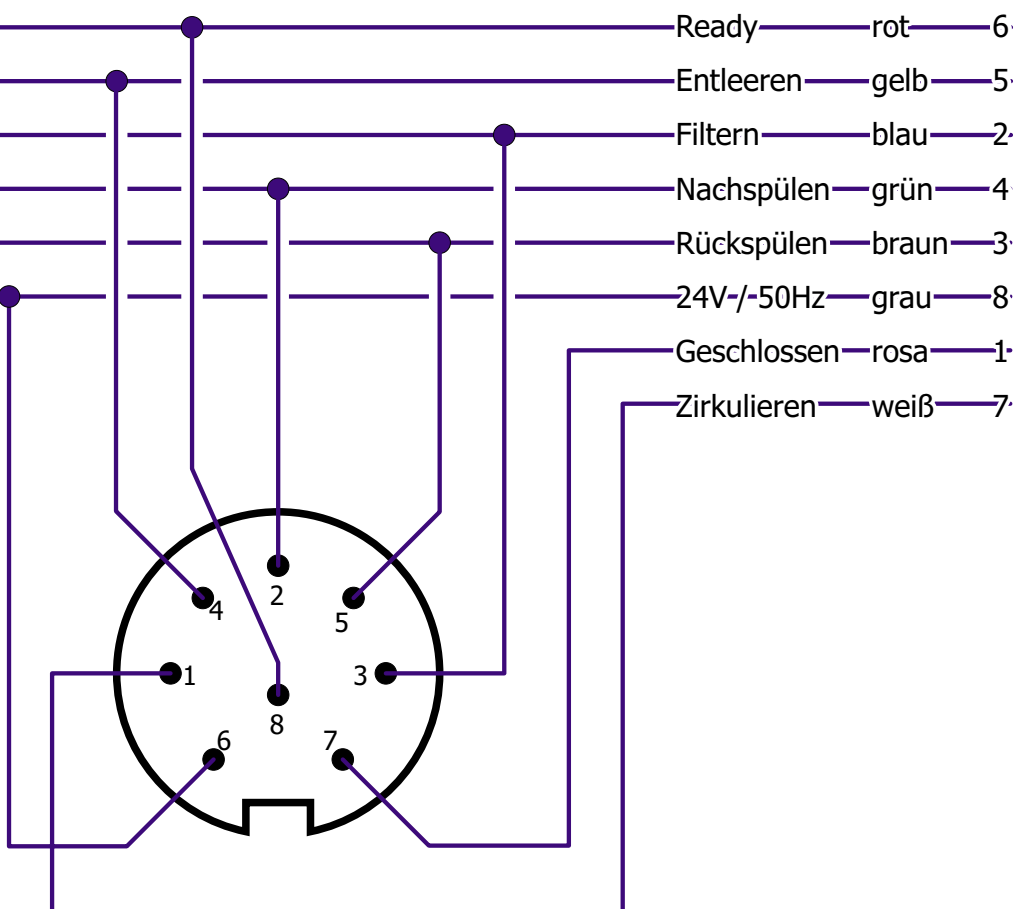 Ready rot 6
Entleeren gelb 5
Filtern blau 2
Nachspülen grün 4
Rückspülen braun 3
24V / 50Hz grau 8
Geschlossen rosa 1
Zirkulieren weiß 7
2
4
5
1
3
8
6
7